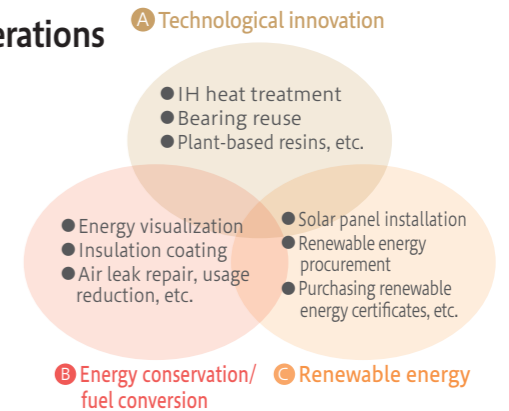 erations
A Technological innovation
● IH heat treatment
● Bearing reuse
● Plant-based resins, etc.
● Energy visualization
● Insulation coating
● Air leak repair, usage
reduction, etc.
● Solar panel installation
● Renewable energy
procurement
● Purchasing renewable
energy certificates, etc.
B Energy conservation/
fuel conversion
C Renewable energy